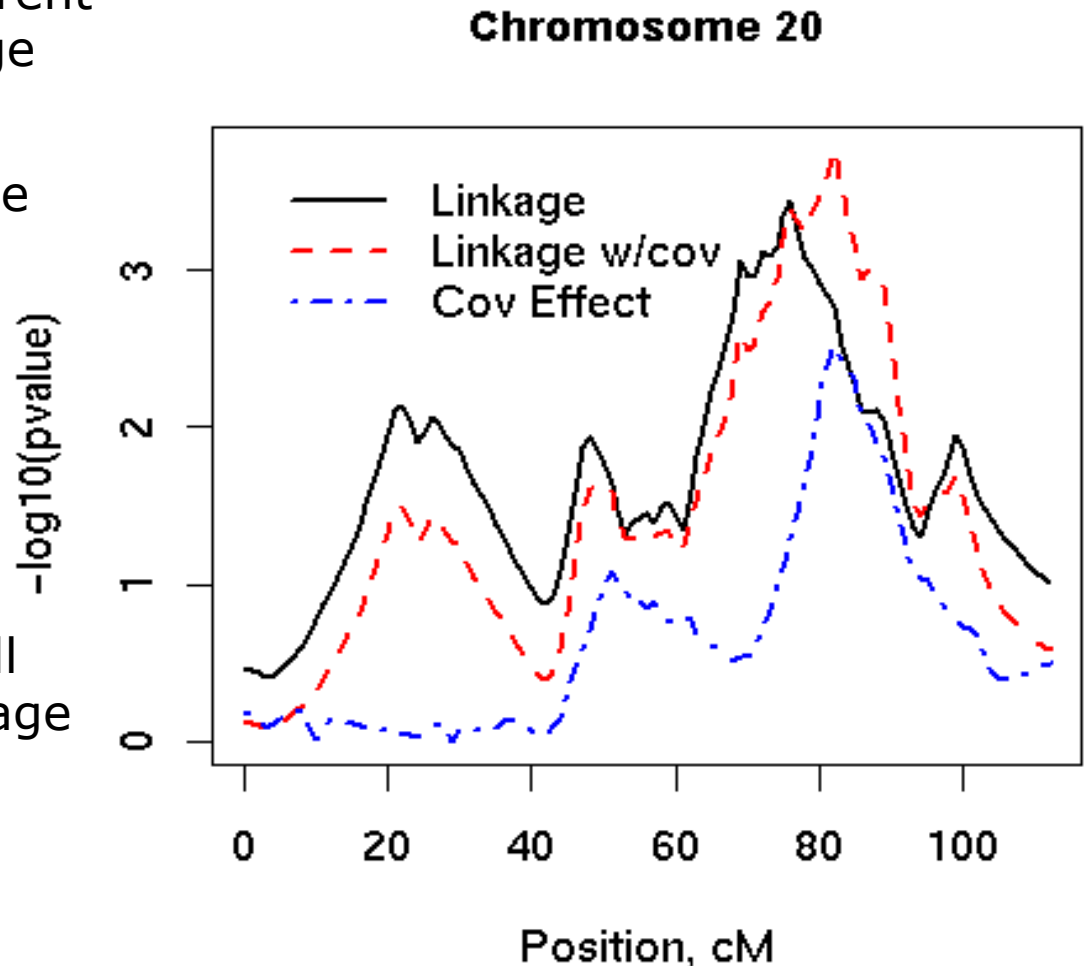 Chromosome 20
ge
e
ll
age
Linkage
Linkage w/cov
Cov Effect
-log10(pvalue)
3
2
1
0
0 20 40 60 80 100
Position, cM